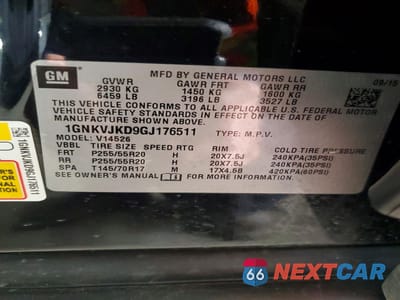 GM
MFD BY GENERAL MOTORS LLC
09/15
GVWR GAWR FRT GAWR RR
2930 KG 1450 KG 1600 KG
6459 LB 3196 LB 3527 LB
THIS VEHICLE CONFORMS TO ALL APPLICABLE U.S. FEDERAL MOTOR
VEHICLE SAFETY STANDARDS IN EFFECT ON THE DATE OF
MANUFACTURE SHOWN ABOVE.
1GNKVJKD9GJ176511 TYPE: M.P.V.
MODEL: V14526
VBBL TIRE SIZE SPEED RTG RIM COLD TIRE PRESSURE
FRT P255/55R20 H 20X7.5J 240KPA(35PSI)
RR P255/55R20 H 20X7.5J 240KPA(35PSI)
SPA T145/70R17 M 17X4.5B 420KPA(60PSI)
SEE OWNER'S MANUAL FOR MORE INFORMATION.
1GNKVJKD9GJ176511
66 NEXTCAR